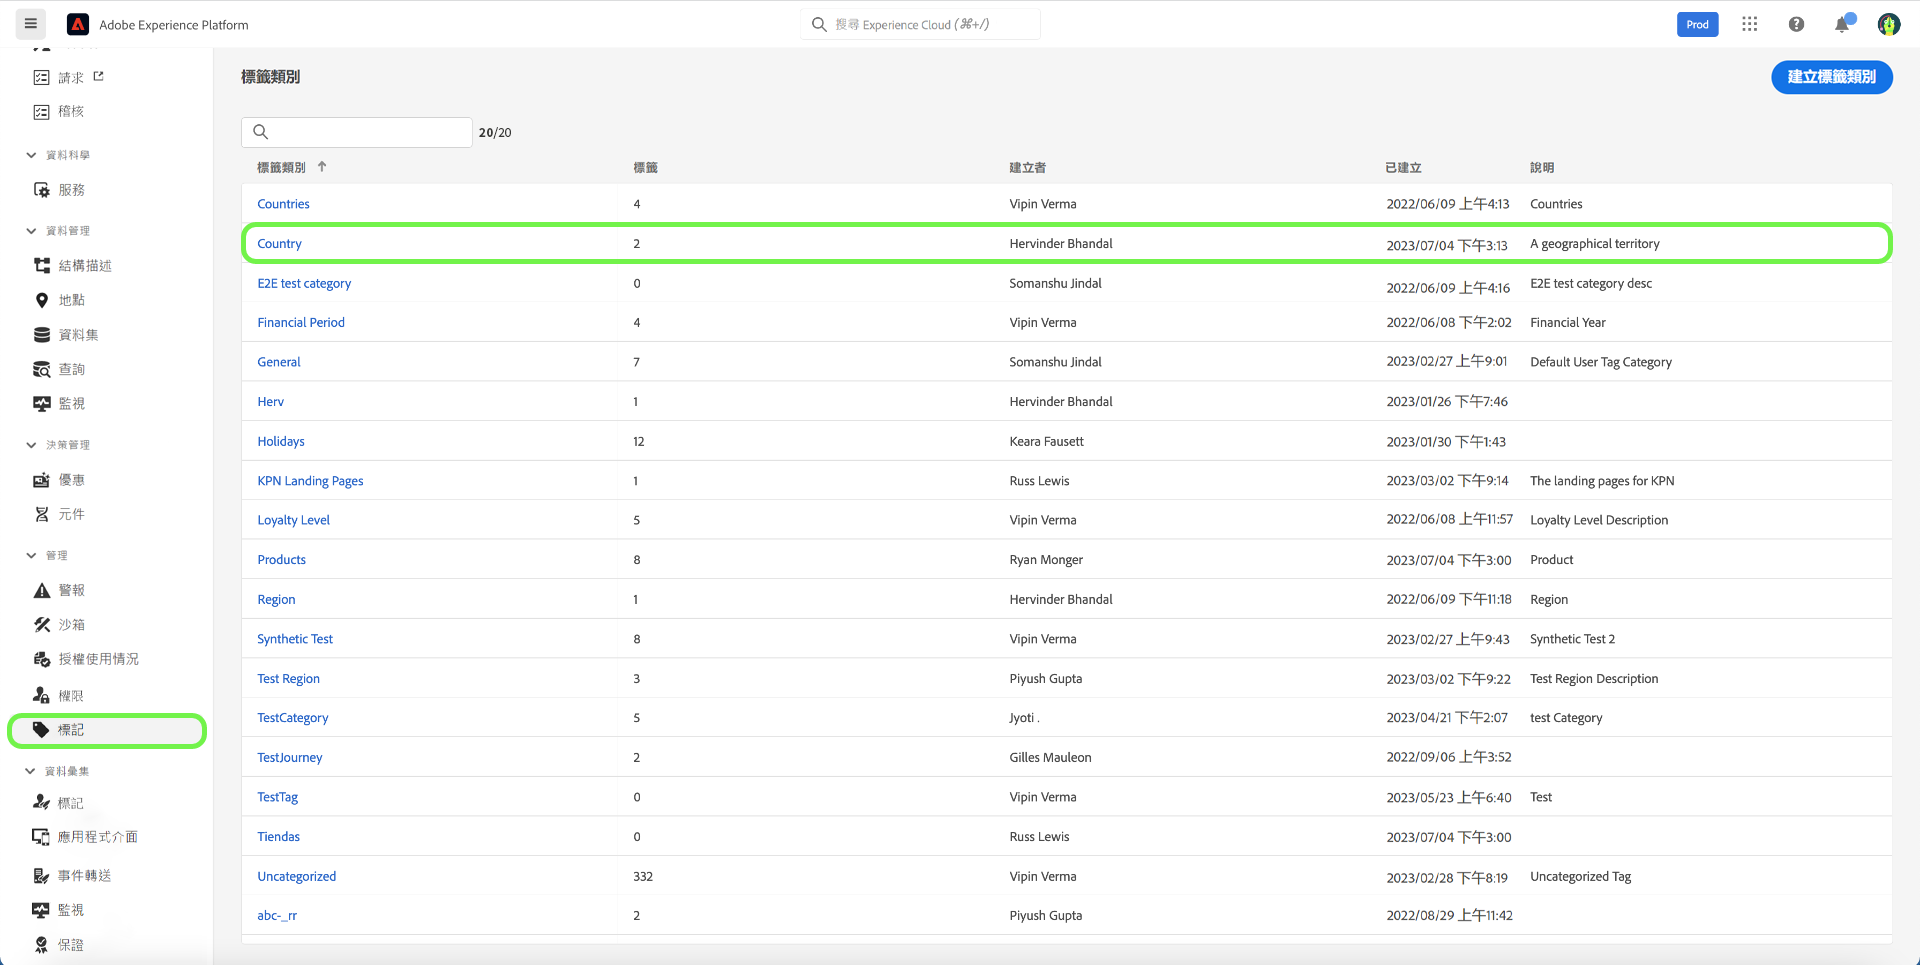 Adobe Experience Platform
搜尋 Experience Cloud (⌘+/)
Prod
請求
稽核
資料科學
服務
資料管理
結構描述
地點
資料集
查詢
監視
決策管理
優惠
元件
管理
警報
沙箱
授權使用情況
權限
標記
資料彙集
標記
應用程式介面
事件轉送
監視
保證
標籤類別
建立標籤類別
20/20
標籤類別 ↑ 標籤 建立者 已建立 說明
Countries 4 Vipin Verma 2022/06/09 上午4:13 Countries
Country 2 Hervinder Bhandal 2023/07/04 下午3:13 A geographical territory
E2E test category 0 Somanshu Jindal 2022/06/09 上午4:16 E2E test category desc
Financial Period 4 Vipin Verma 2022/06/08 下午2:02 Financial Year
General 7 Somanshu Jindal 2023/02/27 上午9:01 Default User Tag Category
Herv 1 Hervinder Bhandal 2023/01/26 下午7:46
Holidays 12 Keara Fausett 2023/01/30 下午1:43
KPN Landing Pages 1 Russ Lewis 2023/03/02 下午9:14 The landing pages for KPN
Loyalty Level 5 Vipin Verma 2022/06/08 上午11:57 Loyalty Level Description
Products 8 Ryan Monger 2023/07/04 下午3:00 Product
Region 1 Hervinder Bhandal 2022/06/09 下午11:18 Region
Synthetic Test 8 Vipin Verma 2023/02/27 上午9:43 Synthetic Test 2
Test Region 3 Piyush Gupta 2023/03/02 下午9:22 Test Region Description
TestCategory 5 Jyoti . 2023/04/21 下午2:07 test Category
TestJourney 2 Gilles Mauleon 2022/09/06 上午3:52
TestTag 0 Vipin Verma 2023/05/23 上午6:40 Test
Tiendas 0 Russ Lewis 2023/07/04 下午3:00
Uncategorized 332 Vipin Verma 2023/02/28 下午8:19 Uncategorized Tag
abc-_rr 2 Piyush Gupta 2022/08/29 上午11:42